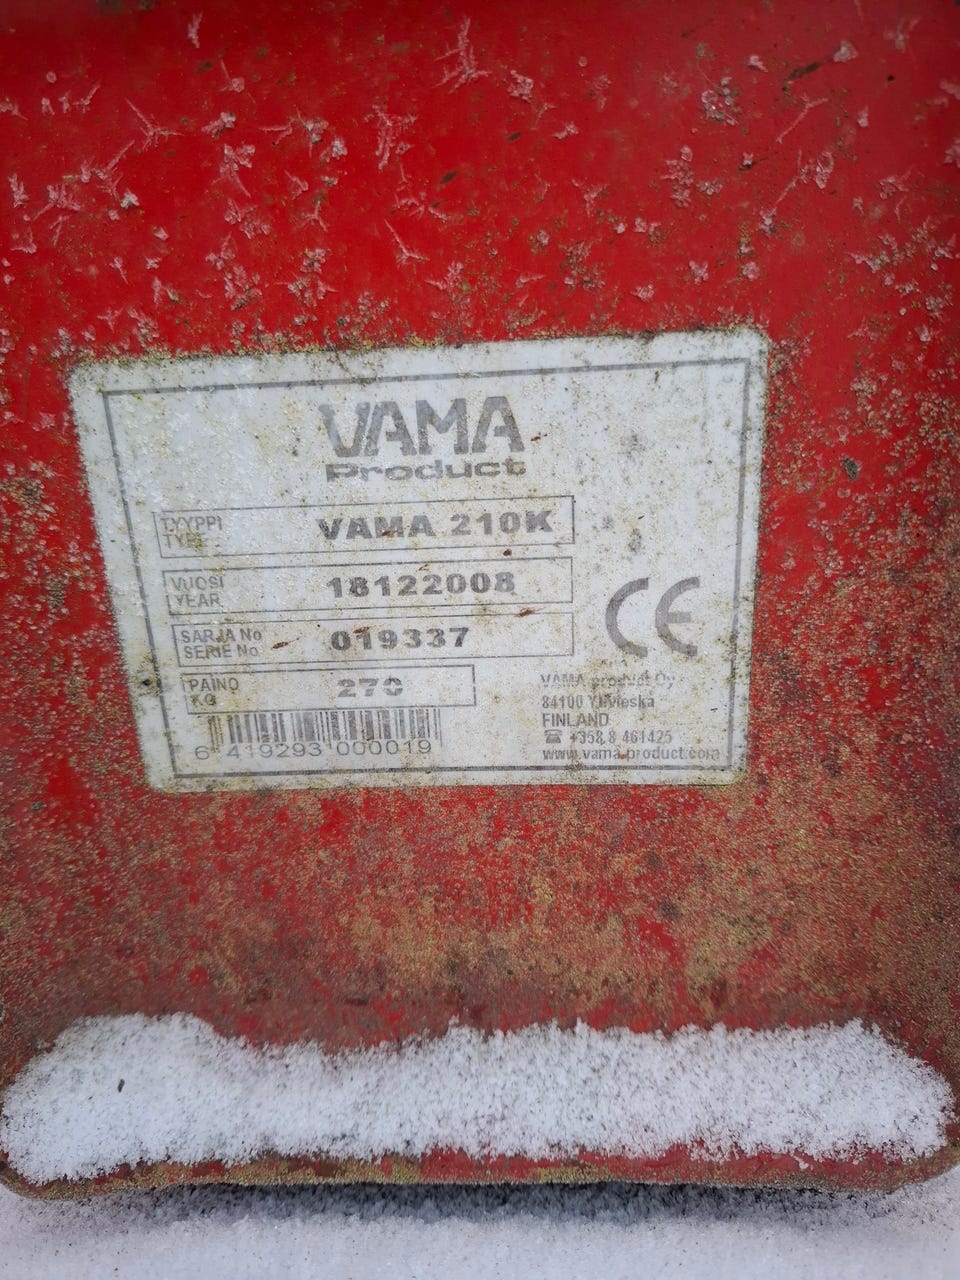 VAMA
Product
TYYPPI
TYPE
VAMA 210K
VUOSI
YEAR
18122008
SARJA No
SERIE No
019337
PAINO
KG
270
6 419293 000019
CE
VAMA product Oy
84100 Ylivieska
FINLAND
☎ +358 8 461425
www.vama-product.com